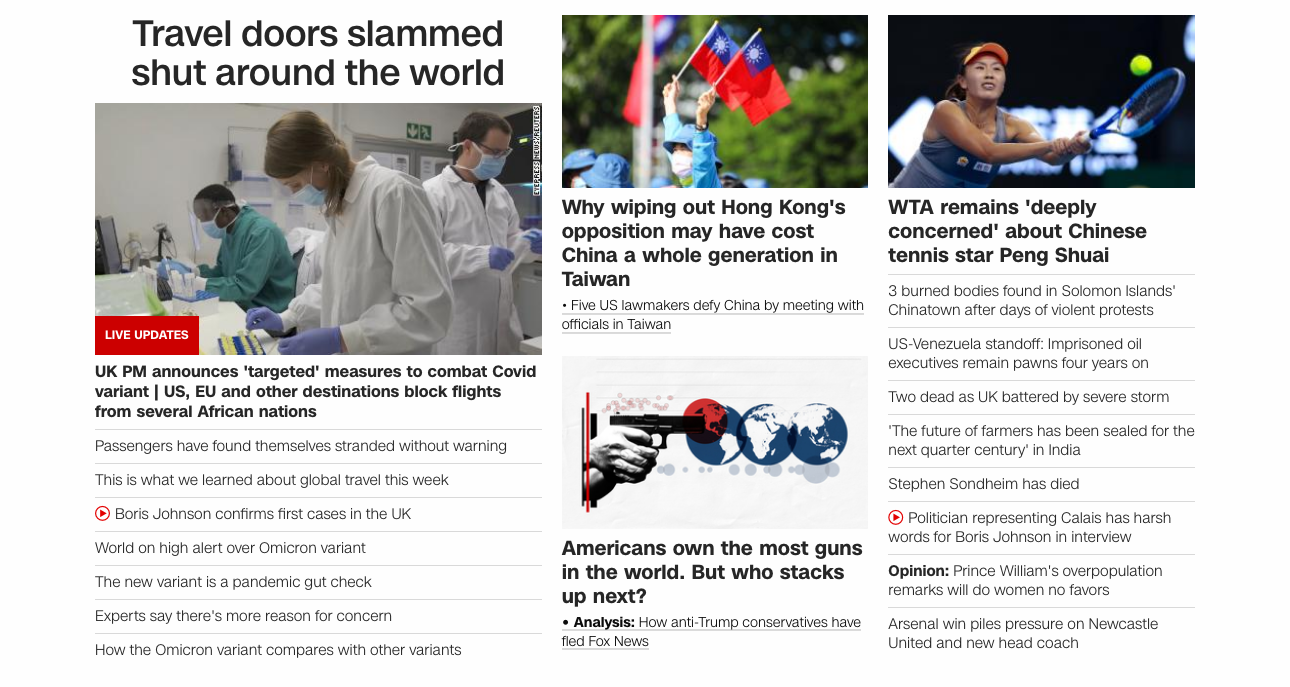 Travel doors slammed
shut around the world
EYEPRESS NEWS/REUTERS
LIVE UPDATES
UK PM announces 'targeted' measures to combat Covid
variant | US, EU and other destinations block flights
from several African nations
Passengers have found themselves stranded without warning
This is what we learned about global travel this week
Boris Johnson confirms first cases in the UK
World on high alert over Omicron variant
The new variant is a pandemic gut check
Experts say there's more reason for concern
How the Omicron variant compares with other variants
Why wiping out Hong Kong's
opposition may have cost
China a whole generation in
Taiwan
• Five US lawmakers defy China by meeting with
officials in Taiwan
Americans own the most guns
in the world. But who stacks
up next?
• Analysis: How anti-Trump conservatives have
fled Fox News
WTA remains 'deeply
concerned' about Chinese
tennis star Peng Shuai
3 burned bodies found in Solomon Islands'
Chinatown after days of violent protests
US-Venezuela standoff: Imprisoned oil
executives remain pawns four years on
Two dead as UK battered by severe storm
'The future of farmers has been sealed for the
next quarter century' in India
Stephen Sondheim has died
Politician representing Calais has harsh
words for Boris Johnson in interview
Opinion: Prince William's overpopulation
remarks will do women no favors
Arsenal win piles pressure on Newcastle
United and new head coach